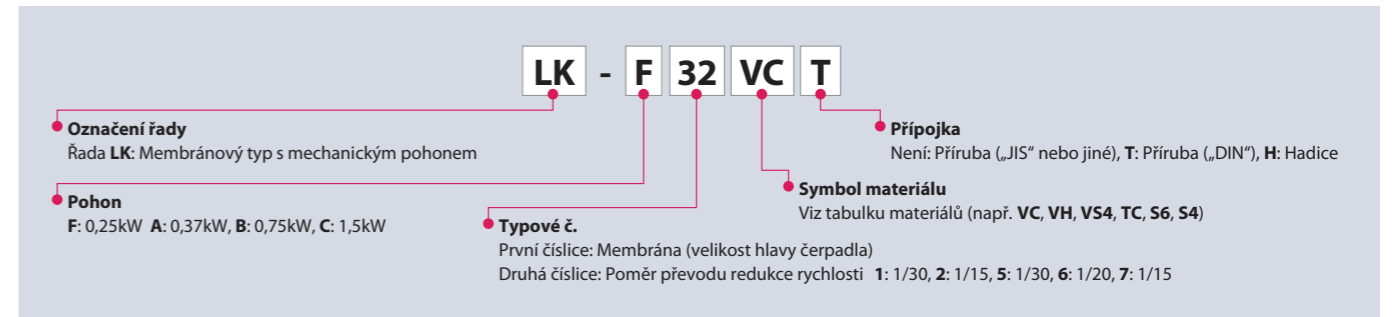 LK - F 32 VC T
Označení řady
Řada LK: Membránový typ s mechanickým pohonem
Přípojka
Není: Příruba („JIS“ nebo jiné), T: Příruba („DIN“), H: Hadice
Pohon
F: 0,25kW A: 0,37kW, B: 0,75kW, C: 1,5kW
Symbol materiálu
Viz tabulku materiálů (např. VC, VH, VS4, TC, S6, S4)
Typové č.
První číslice: Membrána (velikost hlavy čerpadla)
Druhá číslice: Poměr převodu redukce rychlosti 1: 1/30, 2: 1/15, 5: 1/30, 6: 1/20, 7: 1/15